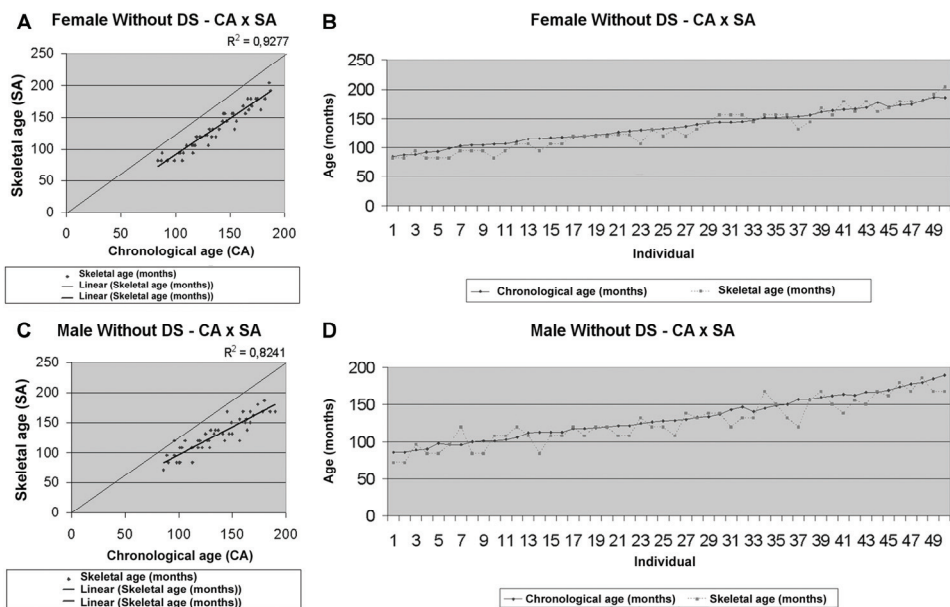 A Female Without DS - CA x SA
R² = 0,9277
Skeletal age (SA)
250
200
150
100
50
0
0 50 100 150 200
Chronological age (CA)
Skeletal age (months)
Linear (Skeletal age (months))
Linear (Skeletal age (months))
B Female Without DS - CA x SA
Age (months)
250
200
150
100
50
0
1 3 5 7 9 11 13 15 17 19 21 23 25 27 29 31 33 35 37 39 41 43 45 47 49
Individual
Chronological age (months) Skeletal age (months)
C Male Without DS - CA x SA
R² = 0,8241
Skeletal age (SA)
250
200
150
100
50
0
0 50 100 150 200
Chronological age (CA)
Skeletal age (months)
Linear (Skeletal age (months))
Linear (Skeletal age (months))
D Male Without DS - CA x SA
Age (months)
200
150
100
50
0
1 3 5 7 9 11 13 15 17 19 21 23 25 27 29 31 33 35 37 39 41 43 45 47 49
Individual
Chronological age (months) Skeletal age (months)